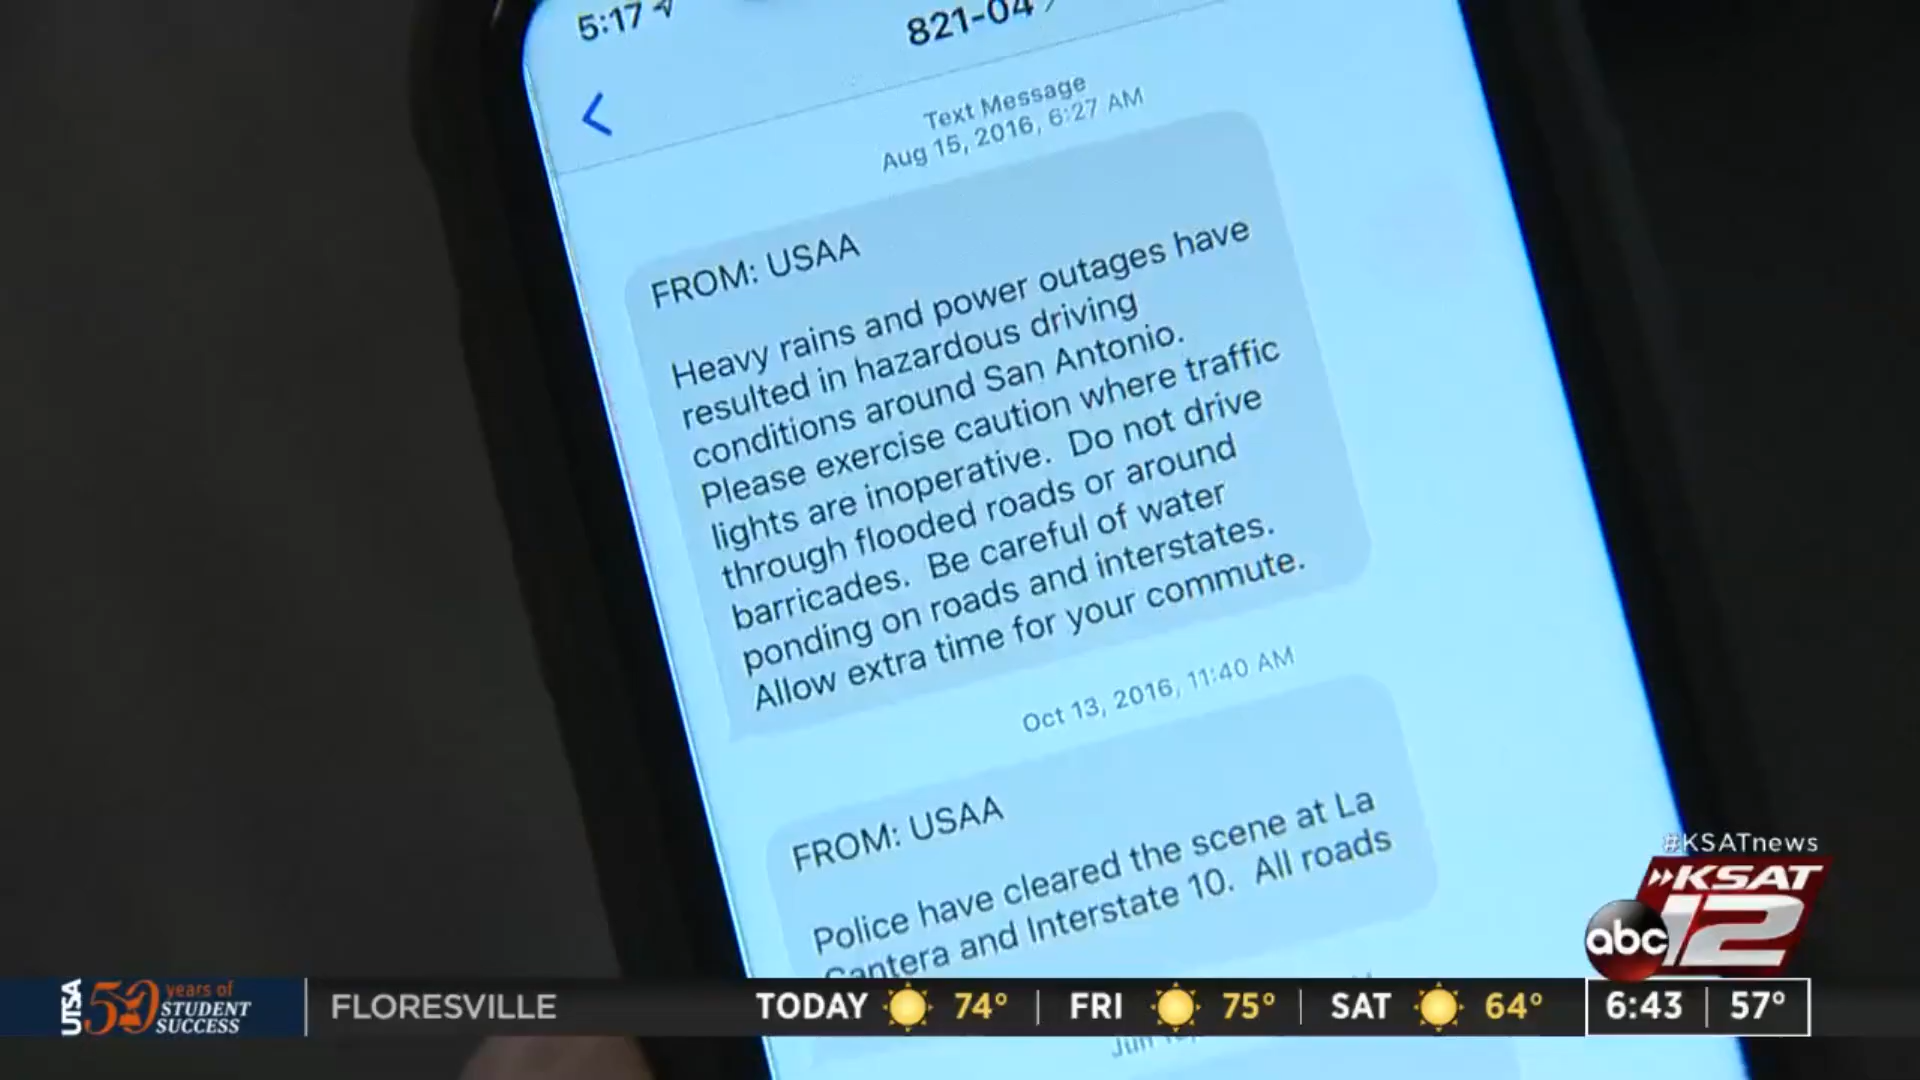 5:17
821-04
Text Message
Aug 15, 2016, 6:27 AM
FROM: USAA
Heavy rains and power outages have
resulted in hazardous driving
conditions around San Antonio.
Please exercise caution where traffic
lights are inoperative.  Do not drive
through flooded roads or around
barricades.  Be careful of water
ponding on roads and interstates.
Allow extra time for your commute.
Oct 13, 2016, 11:40 AM
FROM: USAA
Police have cleared the scene at La
Cantera and Interstate 10.  All roads
Jun
#KSATnews
KSAT
abc 12
UTSA 50 years of
STUDENT
SUCCESS
FLORESVILLE
TODAY 74° | FRI 75° | SAT 64°
6:43 | 57°